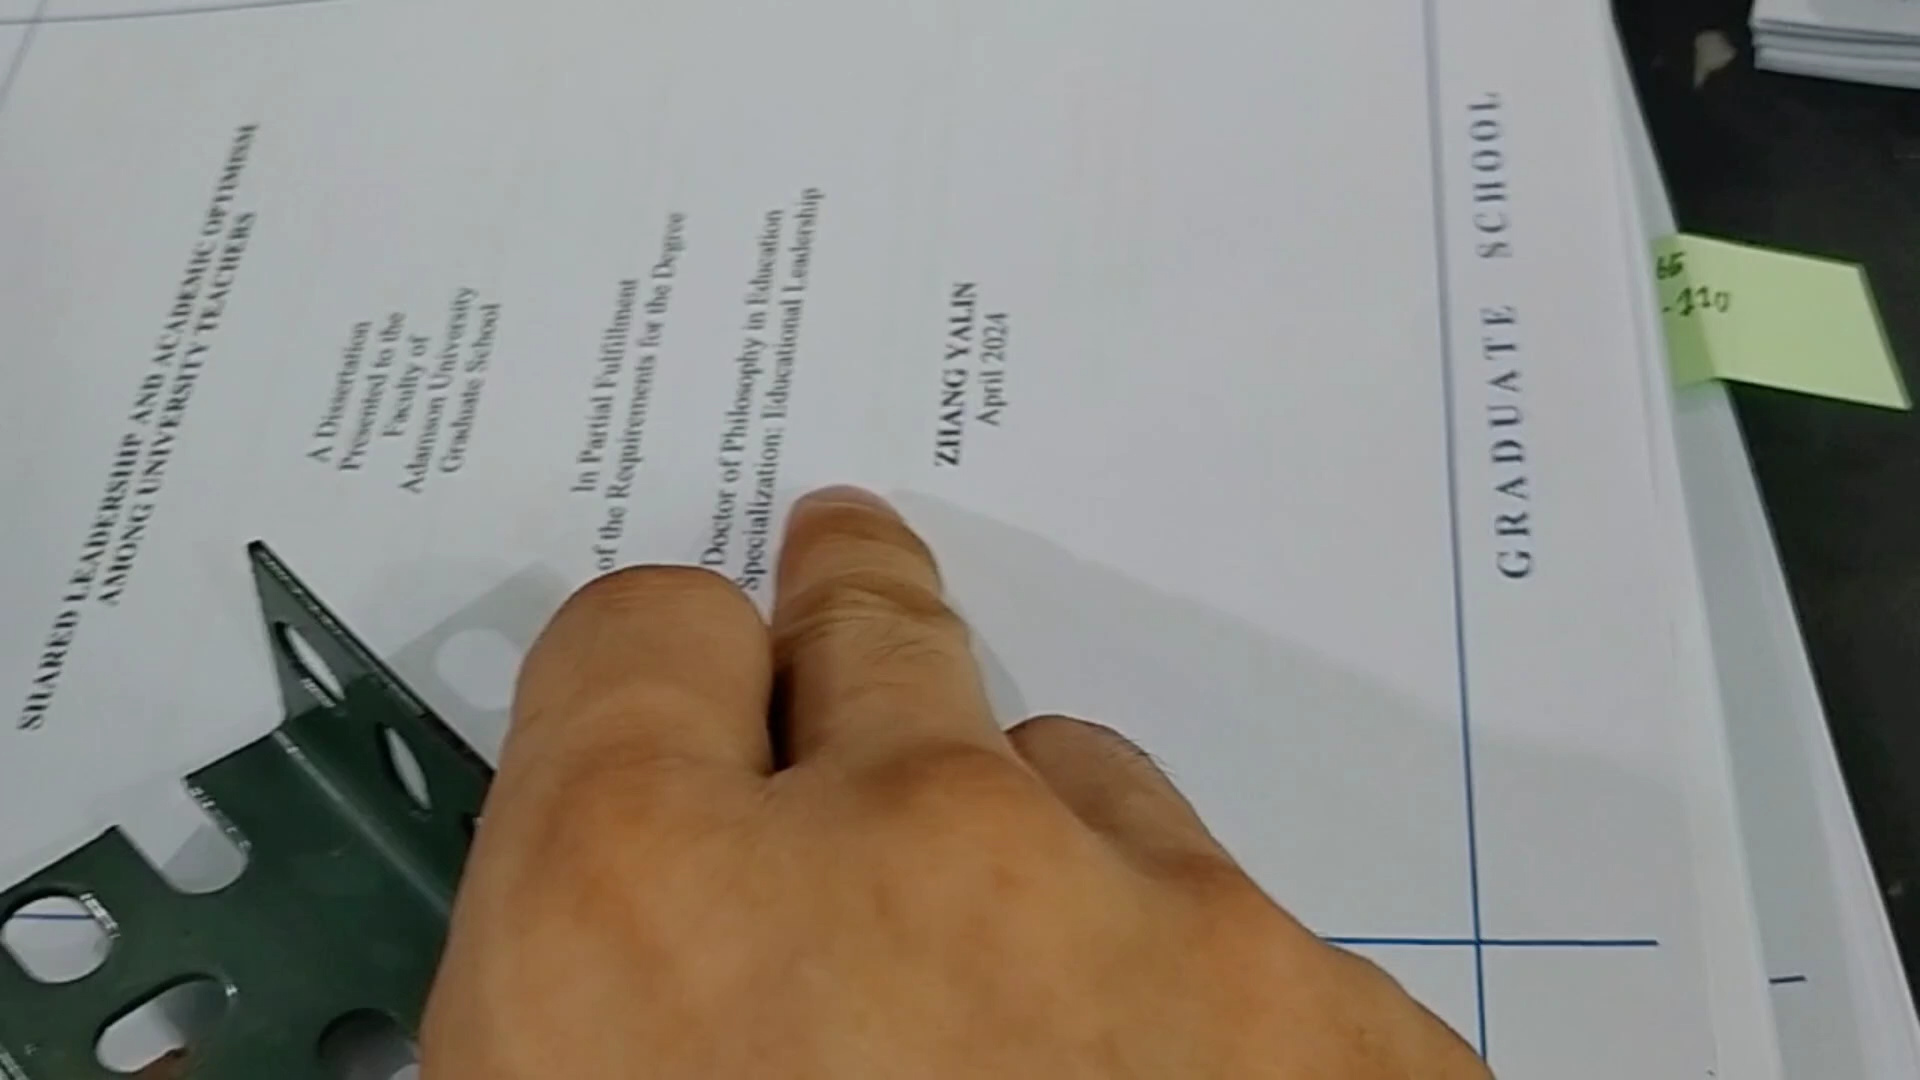 SHARED LEADERSHIP AND ACADEMIC OPTIMISM
AMONG UNIVERSITY TEACHERS
A Dissertation
Presented to the
Faculty of
Adamson University
Graduate School
In Partial Fulfillment
of the Requirements for the Degree
Doctor of Philosophy in Education
Specialization: Educational Leadership
ZHANG YALIN
April 2024
GRADUATE SCHOOL
65
-110